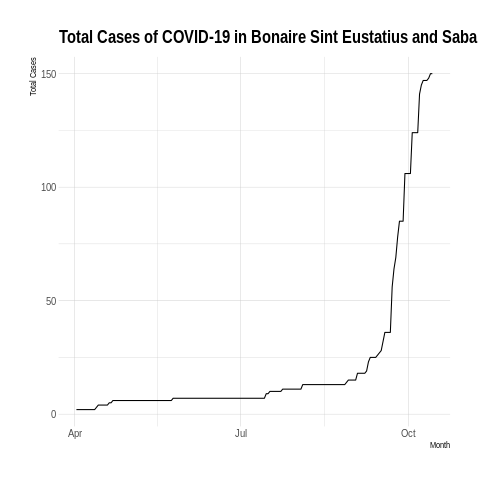 Total Cases of COVID-19 in Bonaire Sint Eustatius and Saba
Total Cases
150
100
50
0
Apr
Jul
Oct
Month